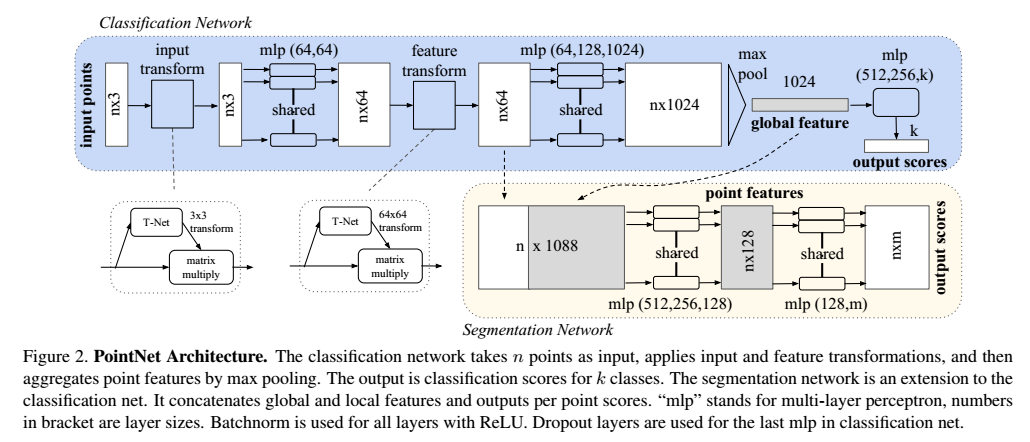 Classification Network
input points
nx3
input
transform
nx3
mlp (64,64)
shared
nx64
feature
transform
nx64
mlp (64,128,1024)
shared
nx1024
max
pool
1024
global feature
mlp
(512,256,k)
k
output scores
T-Net
3x3
transform
matrix
multiply
T-Net
64x64
transform
matrix
multiply
point features
n x 1088
shared
mlp (512,256,128)
nx128
shared
mlp (128,m)
nxm
output scores
Segmentation Network
Figure 2. PointNet Architecture. The classification network takes n points as input, applies input and feature transformations, and then
aggregates point features by max pooling. The output is classification scores for k classes. The segmentation network is an extension to the
classification net. It concatenates global and local features and outputs per point scores. “mlp” stands for multi-layer perceptron, numbers
in bracket are layer sizes. Batchnorm is used for all layers with ReLU. Dropout layers are used for the last mlp in classification net.